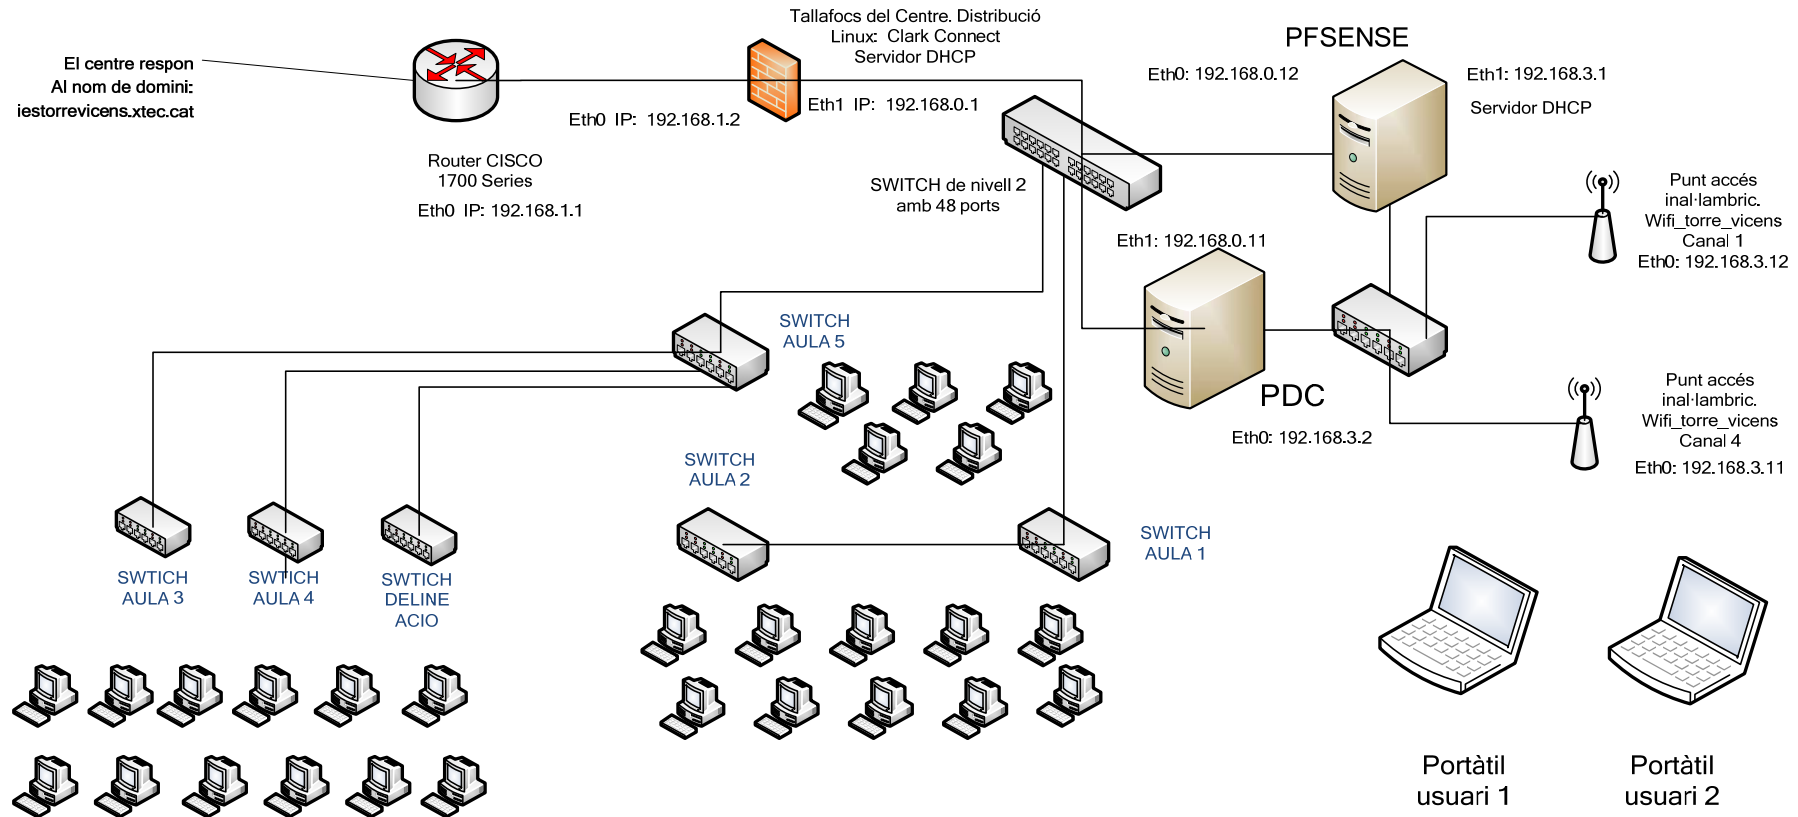 El centre respon
Al nom de domini:
iestorrevicens.xtec.cat
Router CISCO
1700 Series
Eth0 IP: 192.168.1.1
Eth0 IP: 192.168.1.2
Tallafocs del Centre. Distribució
Linux: Clark Connect
Servidor DHCP
Eth1 IP: 192.168.0.1
SWITCH de nivell 2
amb 48 ports
PFSENSE
Eth0: 192.168.0.12
Eth1: 192.168.3.1
Servidor DHCP
Punt accés
inal·lambric.
Wifi_torre_vicens
Canal 1
Eth0: 192.168.3.12
Eth1: 192.168.0.11
PDC
Eth0: 192.168.3.2
Punt accés
inal·lambric.
Wifi_torre_vicens
Canal 4
Eth0: 192.168.3.11
SWITCH
AULA 5
SWITCH
AULA 2
SWITCH
AULA 1
SWTICH
AULA 3
SWTICH
AULA 4
SWTICH
DELINE
ACIO
Portàtil
usuari 1
Portàtil
usuari 2